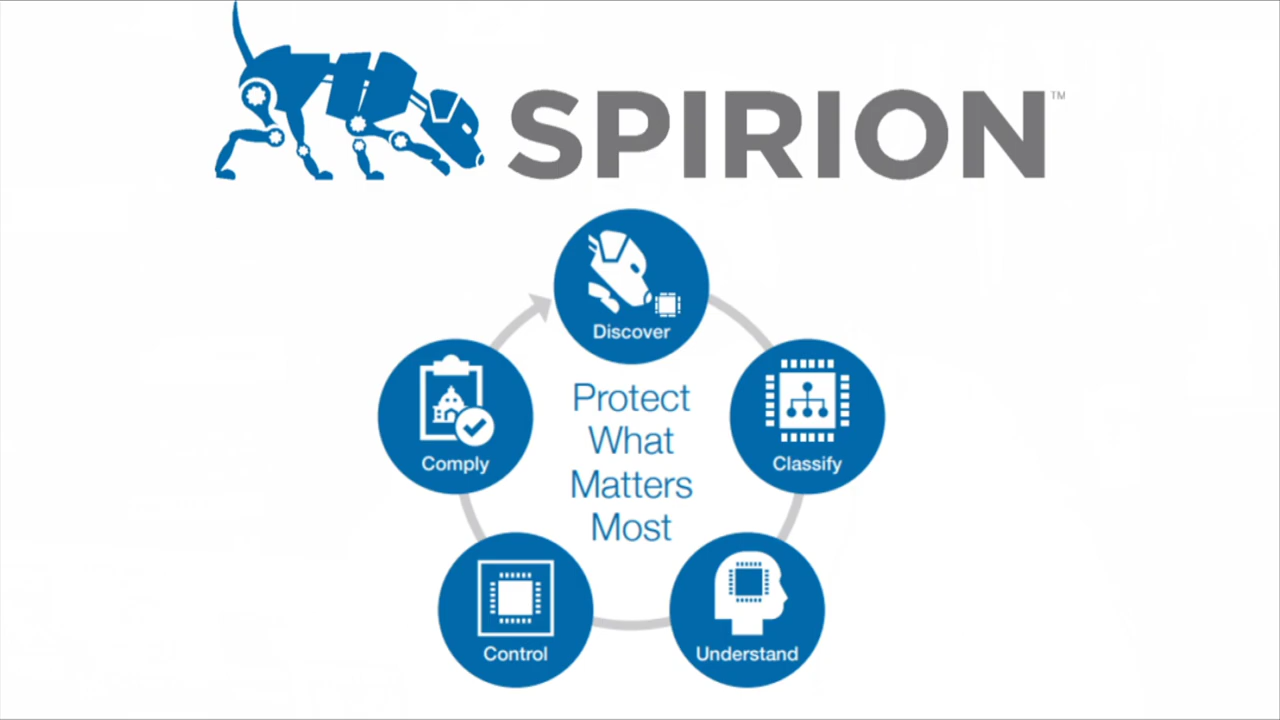 SPIRION™
Discover
Classify
Understand
Control
Comply
Protect
What
Matters
Most